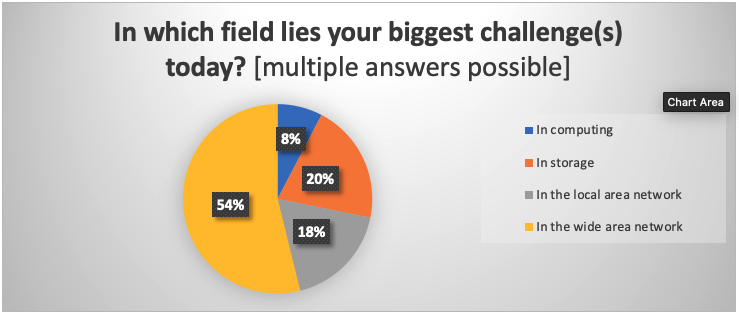 In which field lies your biggest challenge(s)
today? [multiple answers possible]
Chart Area
8%
20%
18%
54%
In computing
In storage
In the local area network
In the wide area network